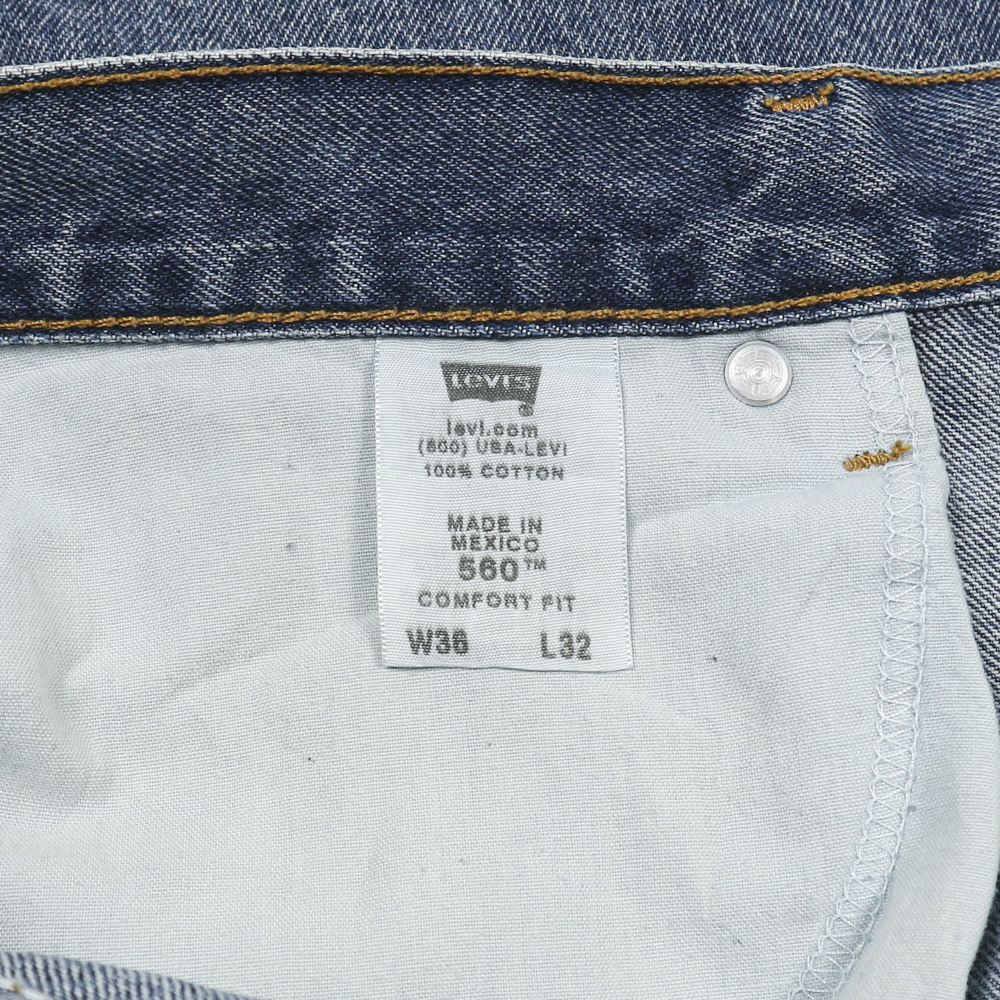 LEVI'S
levi.com
(800) USA-LEVI
100% COTTON
MADE IN
MEXICO
560™
COMFORT FIT
W36 L32